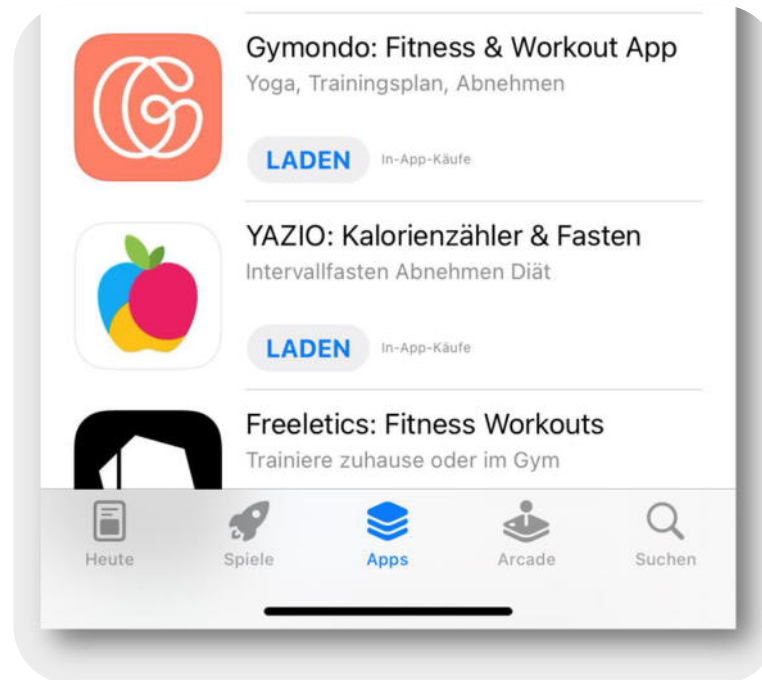 Gymondo: Fitness & Workout App
Yoga, Trainingsplan, Abnehmen
LADEN In-App-Käufe
YAZIO: Kalorienzähler & Fasten
Intervallfasten Abnehmen Diät
LADEN In-App-Käufe
Freeletics: Fitness Workouts
Trainiere zuhause oder im Gym
Heute Spiele Apps Arcade Suchen